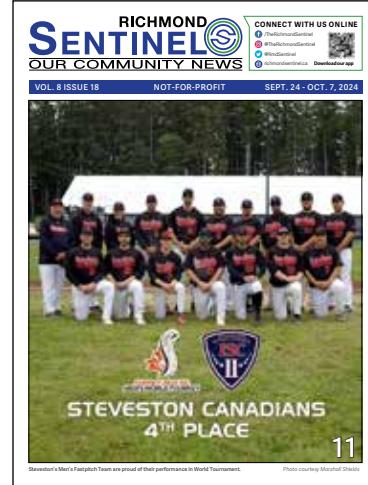 RICHMOND
SENTINEL
OUR COMMUNITY NEWS
CONNECT WITH US ONLINE
/TheRichmondSentinel
@TheRichmondSentinel
@RmdSentinel
richmondsentinel.ca Download our app
VOL. 8 ISSUE 18 NOT-FOR-PROFIT SEPT. 24 - OCT. 7, 2024
II
STEVESTON CANADIANS
4TH PLACE
11
Steveston's Men's Fastpitch Team are proud of their performance in World Tournament. Photo courtesy Marshall Shields